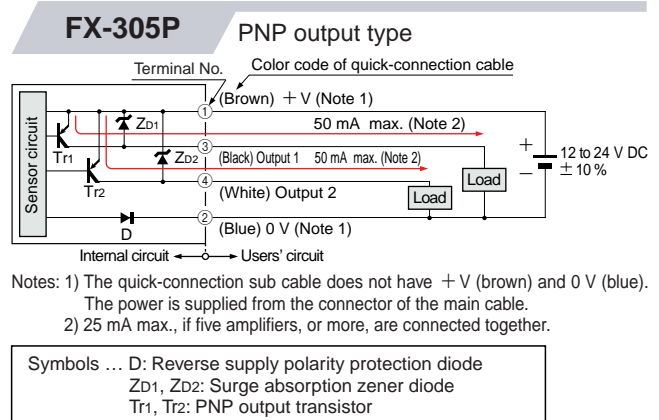 FX-305P PNP output type
Terminal No. Color code of quick-connection cable
Sensor circuit
1 (Brown) +V (Note 1)
ZD1
50 mA max. (Note 2)
Tr1
3
ZD2
(Black) Output 1 50 mA max. (Note 2)
+
12 to 24 V DC
± 10 %
−
Tr2
4
(White) Output 2
Load
Load
D
2
(Blue) 0 V (Note 1)
Internal circuit Users' circuit
Notes: 1) The quick-connection sub cable does not have +V (brown) and 0 V (blue).
The power is supplied from the connector of the main cable.
2) 25 mA max., if five amplifiers, or more, are connected together.
Symbols … D: Reverse supply polarity protection diode
ZD1, ZD2: Surge absorption zener diode
Tr1, Tr2: PNP output transistor